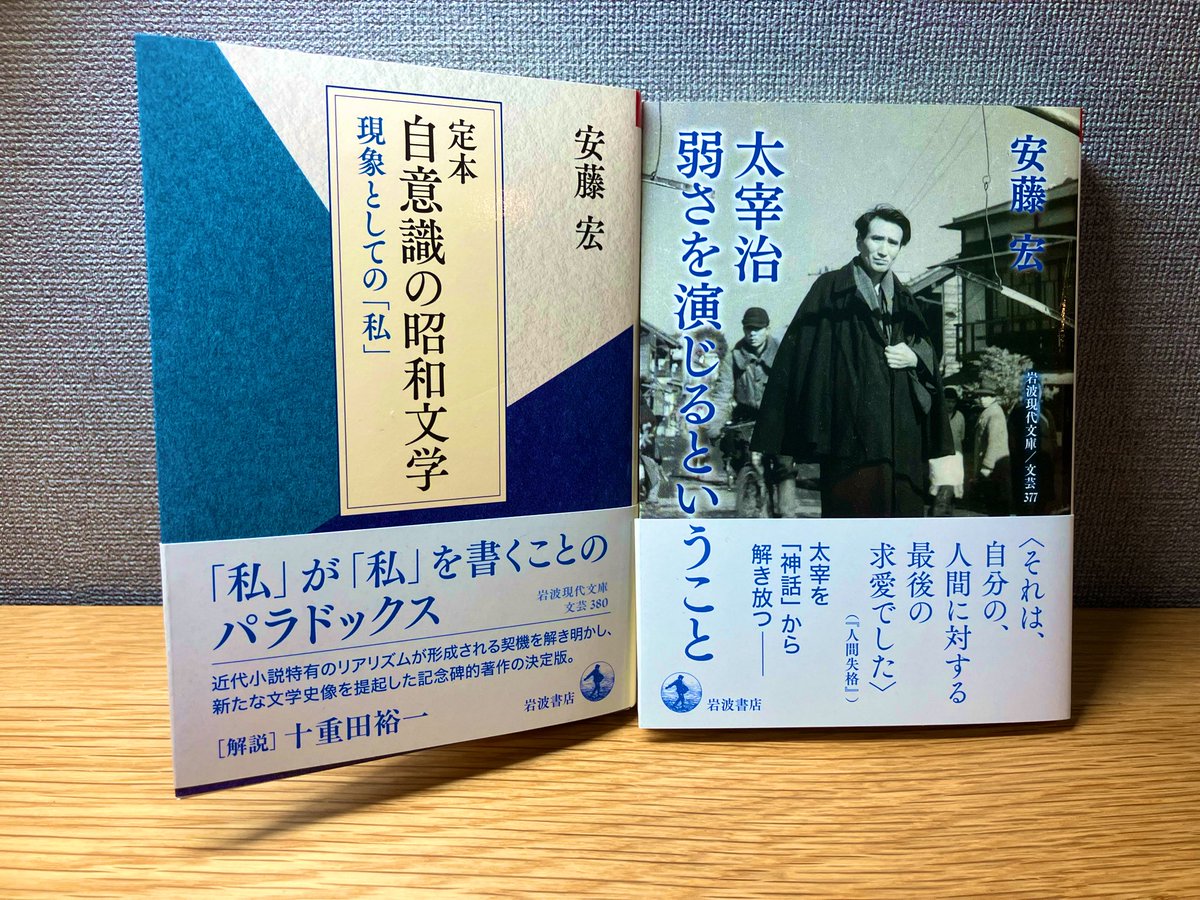 安藤 宏
定本
自意識の昭和文学
現象としての「私」
「私」が「私」を書くことの
パラドックス
岩波現代文庫
文芸 380
近代小説特有のリアリズムが形成される契機を解き明かし、
新たな文学史像を提起した記念碑的著作の決定版。
[解説] 十重田裕一
岩波書店
安藤 宏
太宰治
弱さを演じるということ
岩波現代文庫/文芸377
〈それは、
自分の、
人間に対する
最後の
求愛でした〉
(『人間失格』)
太宰を
「神話」から
解き放つ――
岩波書店